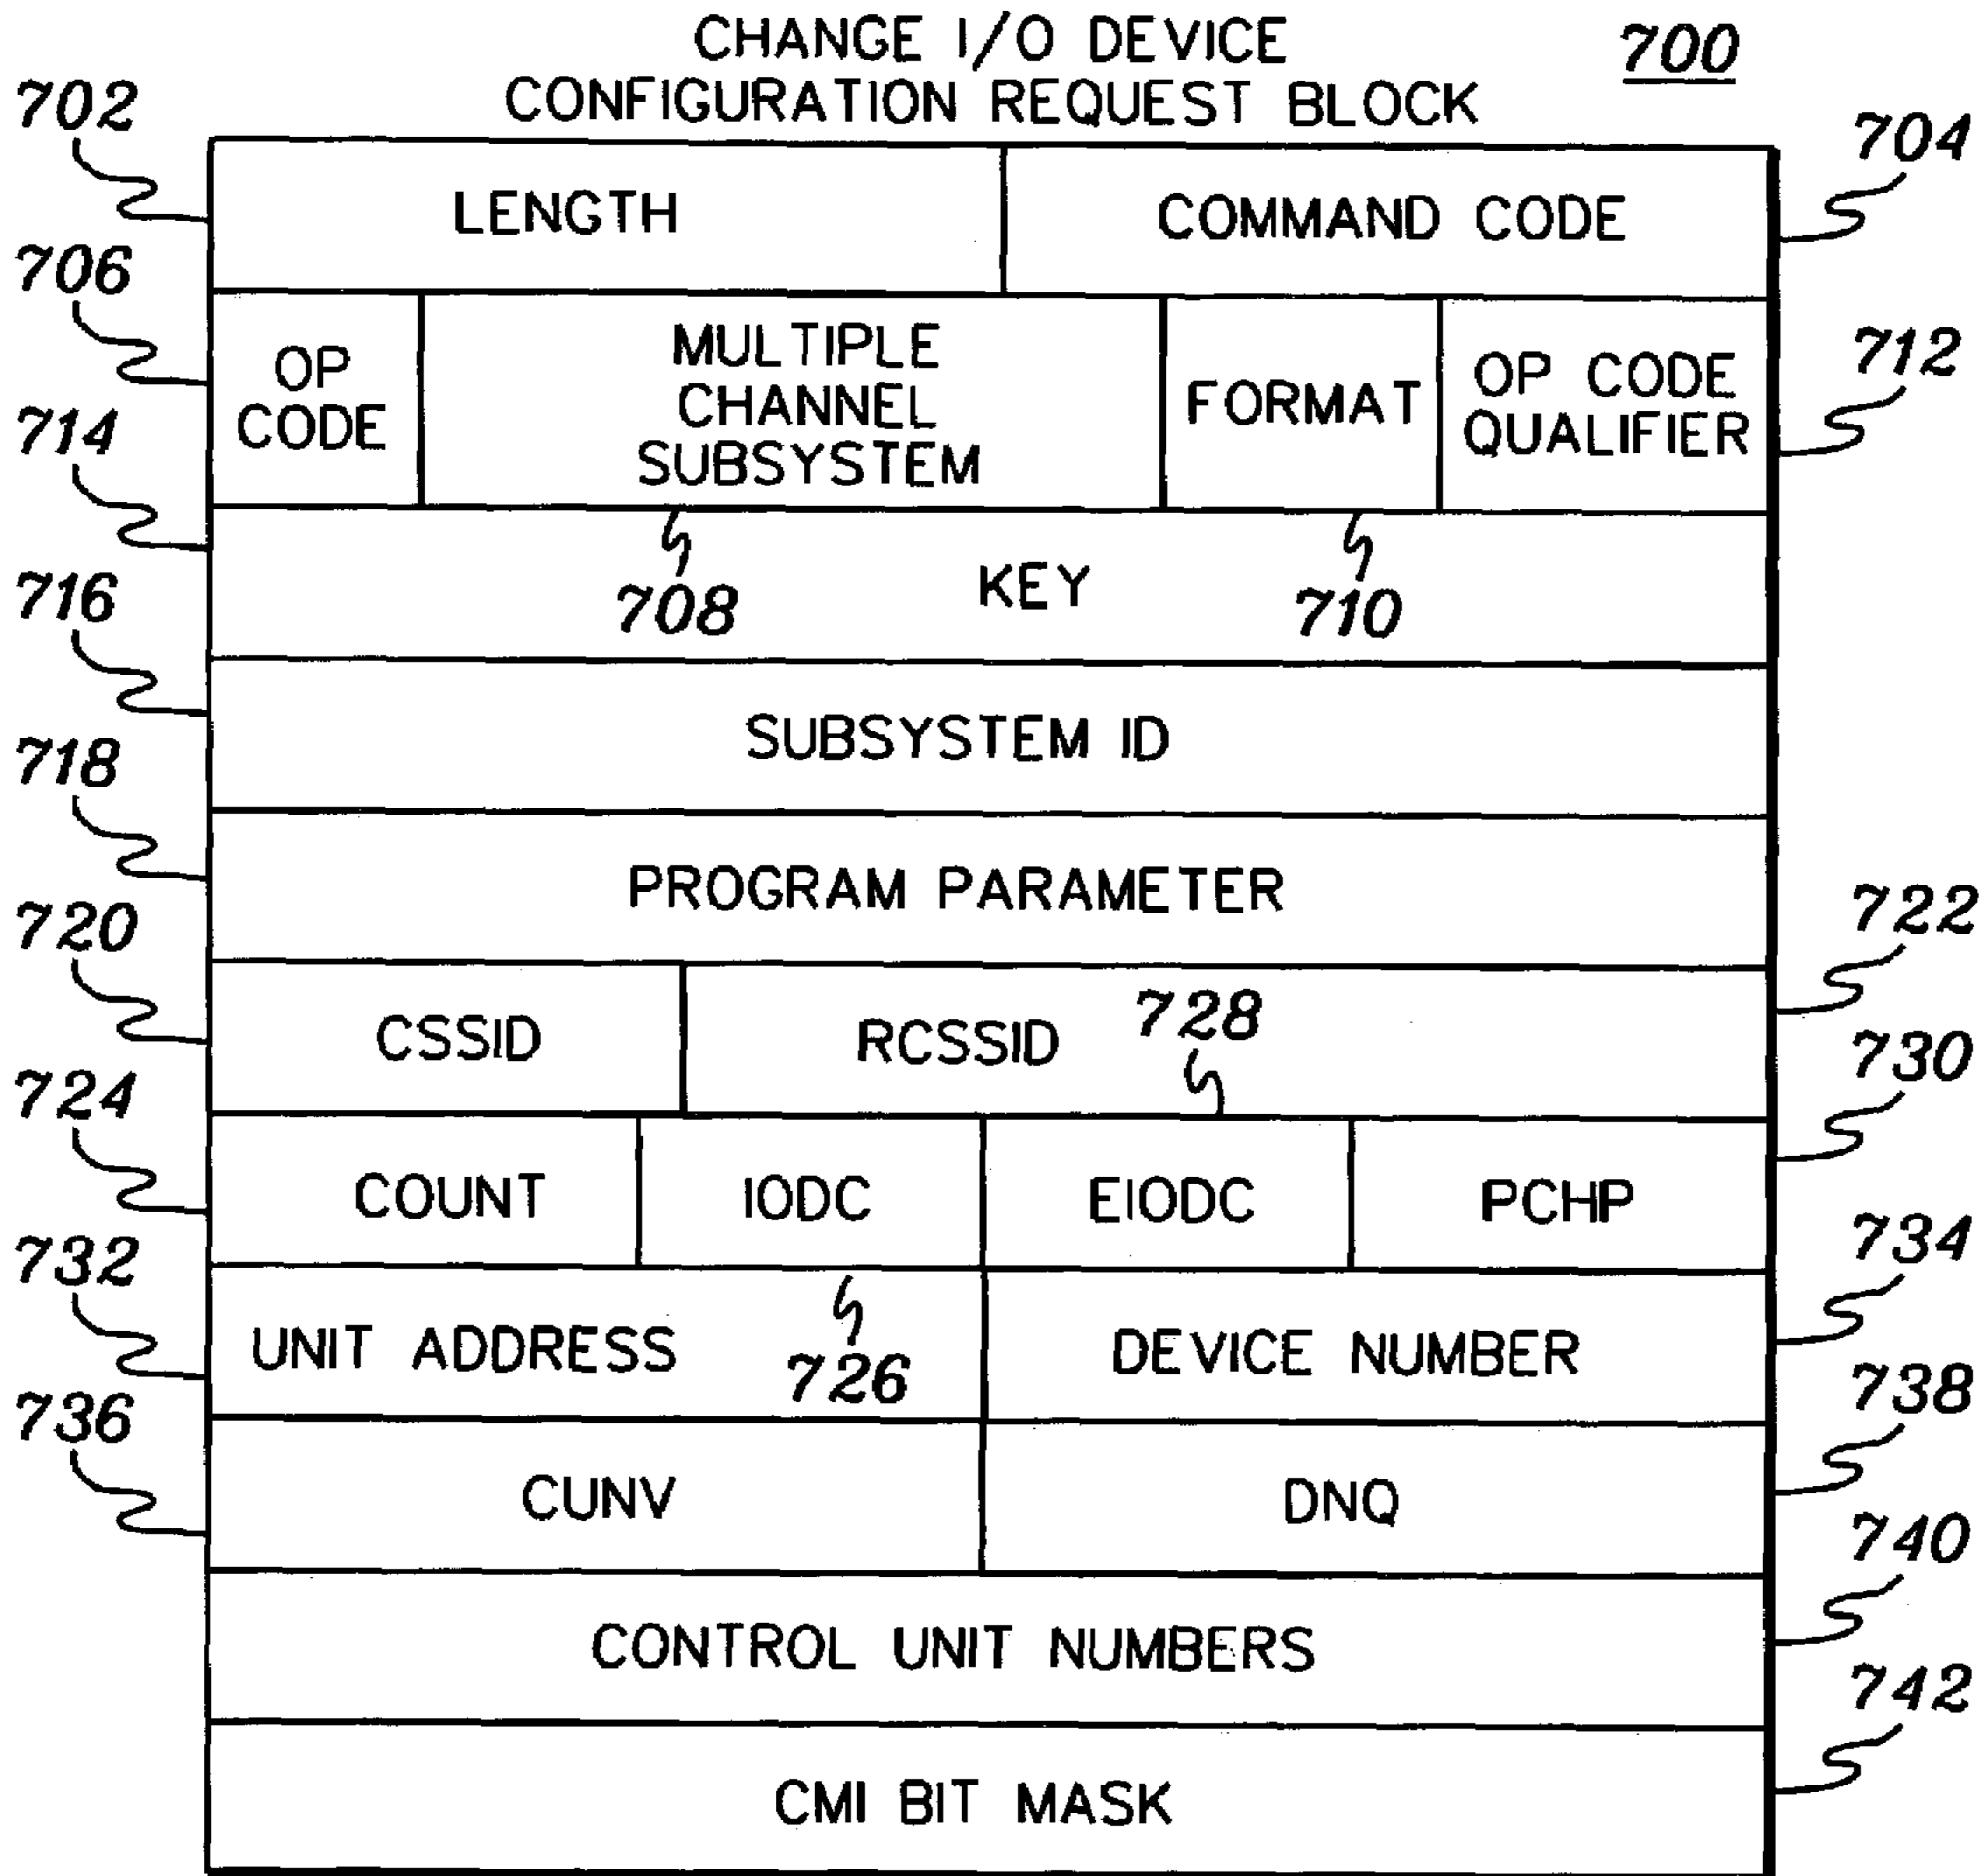 CHANGE I/O DEVICE
CONFIGURATION REQUEST BLOCK
700
702
704
LENGTH
COMMAND CODE
706
OP
CODE
MULTIPLE
CHANNEL
SUBSYSTEM
FORMAT
OP CODE
QUALIFIER
712
714
KEY
708
710
716
SUBSYSTEM ID
718
PROGRAM PARAMETER
720
722
CSSID
RCSSID
728
724
730
COUNT
IODC
EIODC
PCHP
732
734
UNIT ADDRESS
726
DEVICE NUMBER
736
738
CUNV
DNQ
740
CONTROL UNIT NUMBERS
742
CMI BIT MASK